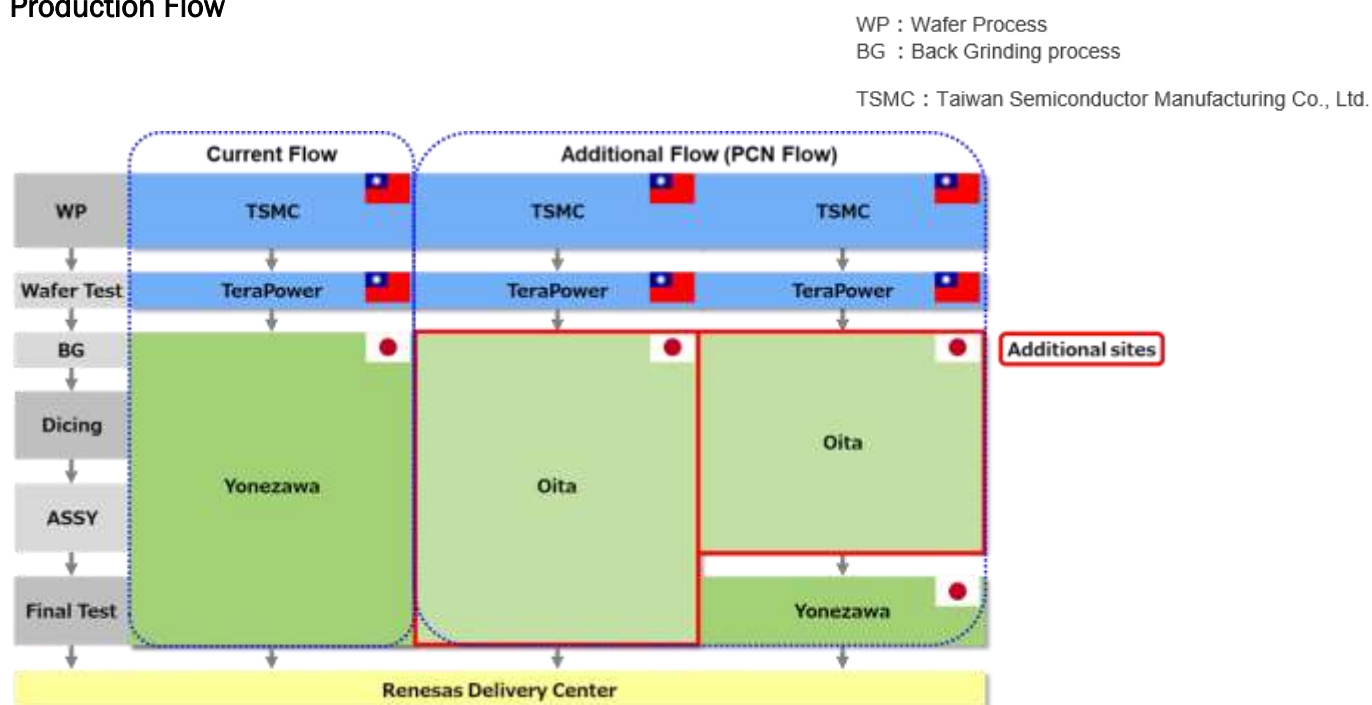 Production Flow
WP：Wafer Process
BG ：Back Grinding process
TSMC：Taiwan Semiconductor Manufacturing Co., Ltd.
Current Flow
Additional Flow (PCN Flow)
WP
TSMC
TSMC
TSMC
Wafer Test
TeraPower
TeraPower
TeraPower
BG
Additional sites
Dicing
Oita
Yonezawa
Oita
ASSY
Final Test
Yonezawa
Renesas Delivery Center